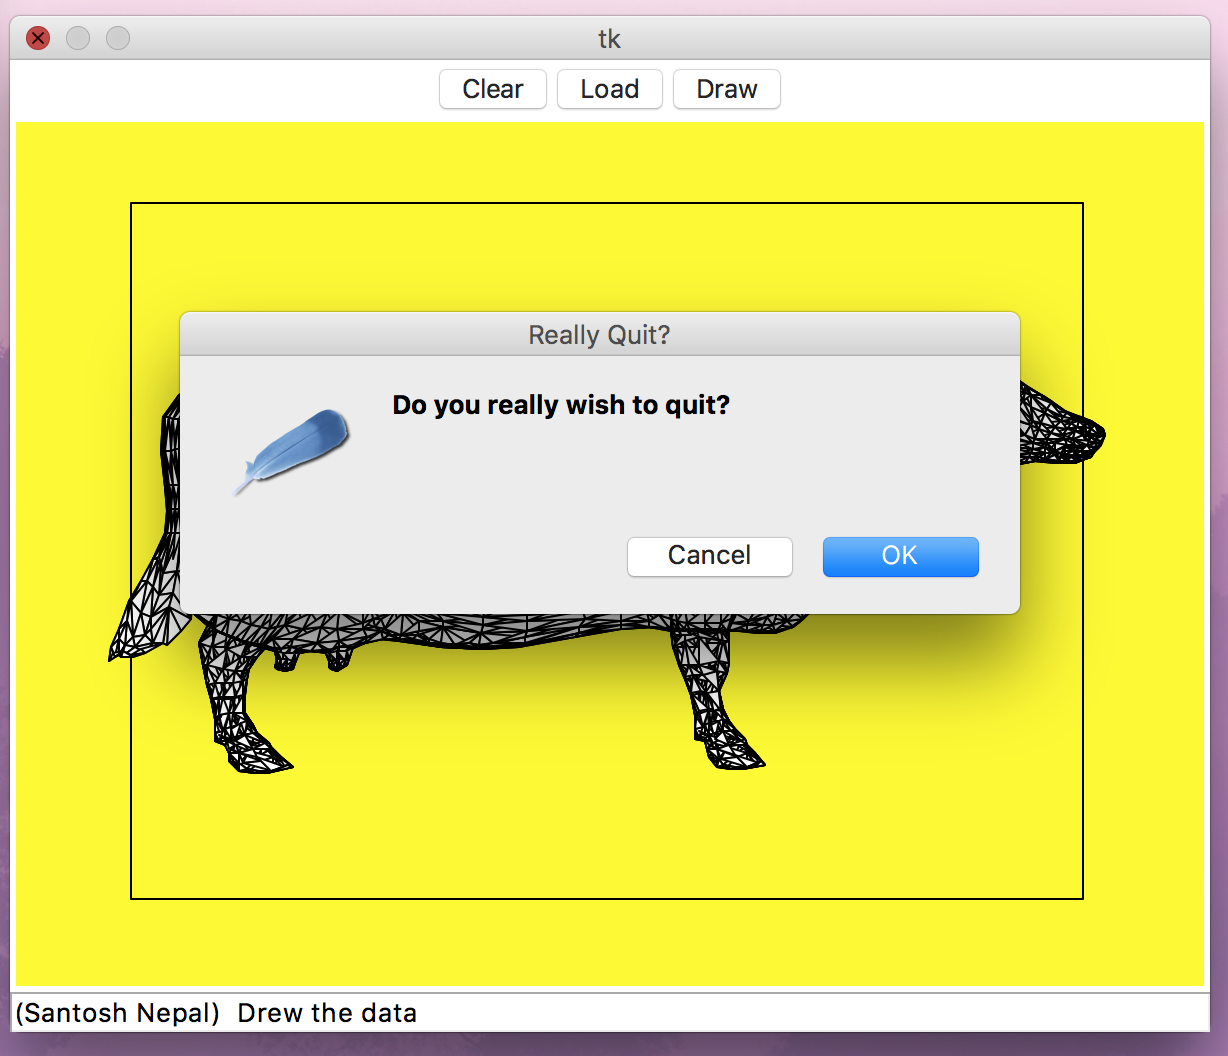 tk
Clear Load Draw
Really Quit?
Do you really wish to quit?
Cancel OK
(Santosh Nepal) Drew the data